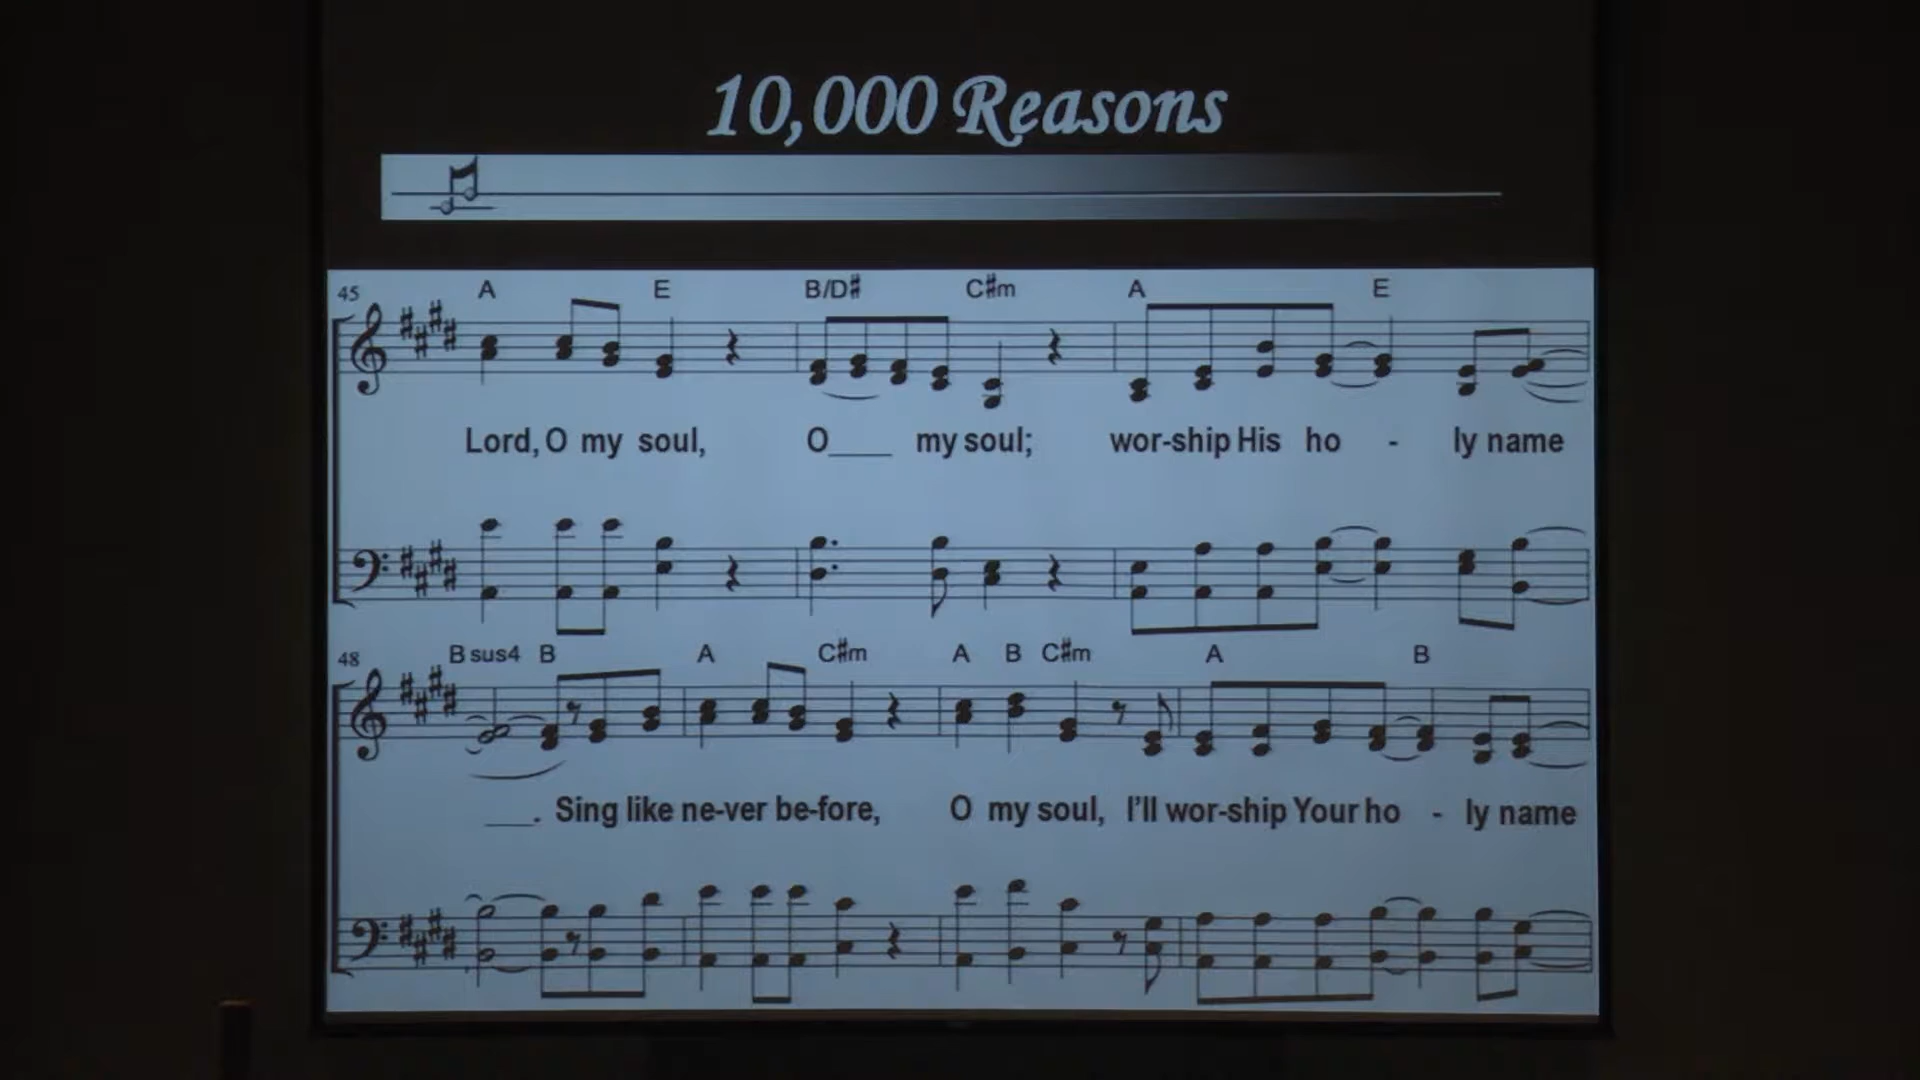 10,000 Reasons
45 A E B/D♯ C♯m A E
Lord, O my soul, O___ my soul; wor-ship His ho - ly name
48 B sus4 B A C♯m A B C♯m A B
___. Sing like ne-ver be-fore, O my soul, I'll wor-ship Your ho - ly name